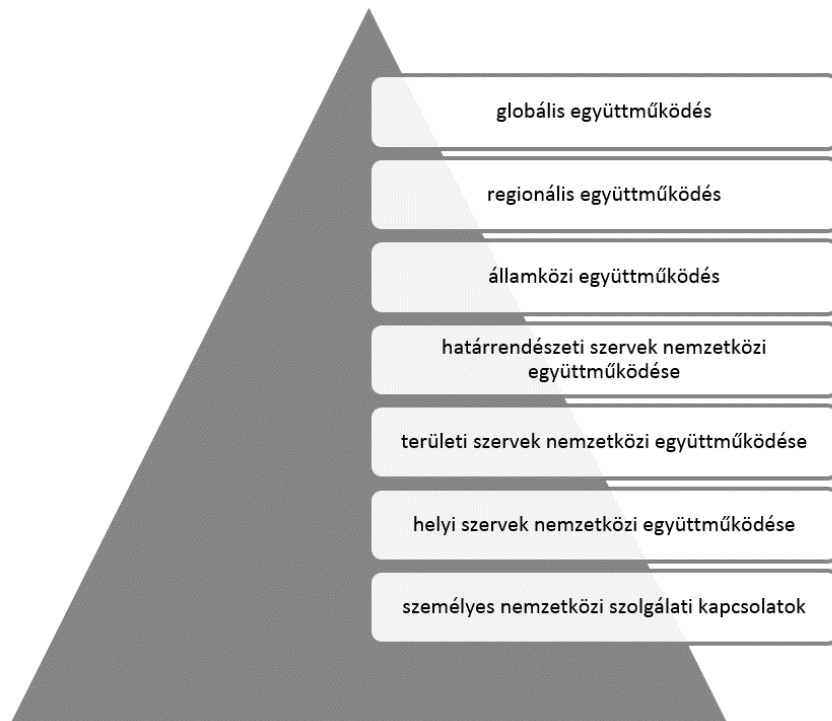 globális együttműködés
regionális együttműködés
államközi együttműködés
határrendészeti szervek nemzetközi
együttműködése
területi szervek nemzetközi együttműködése
helyi szervek nemzetközi együttműködése
személyes nemzetközi szolgálati kapcsolatok